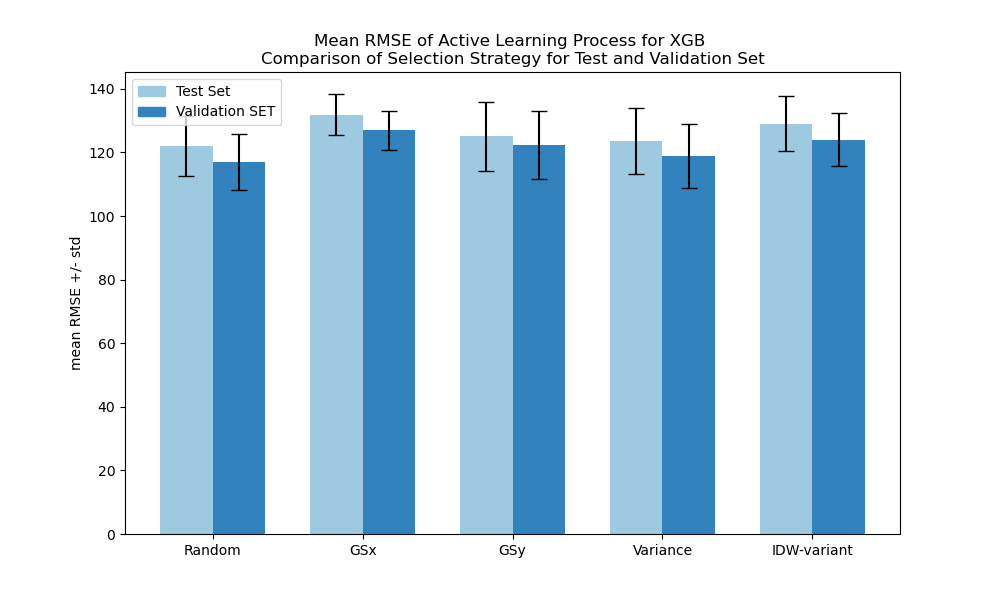 Mean RMSE of Active Learning Process for XGB
Comparison of Selection Strategy for Test and Validation Set
Test Set
Validation SET
mean RMSE +/- std
140
120
100
80
60
40
20
0
Random GSx GSy Variance IDW-variant